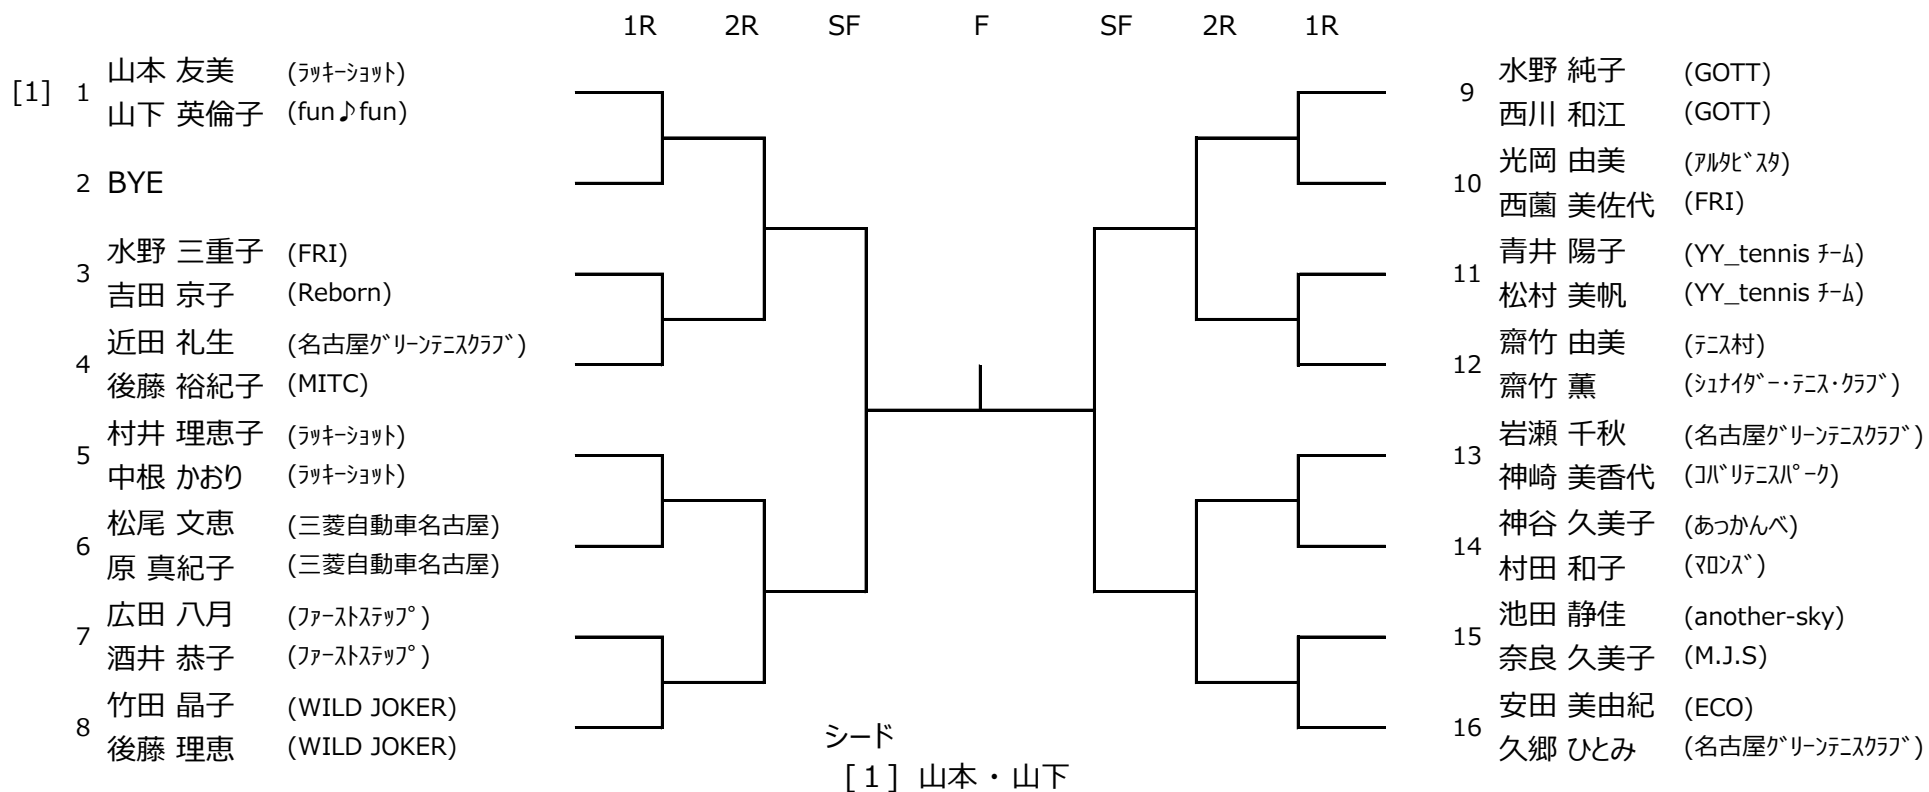 1R 2R SF F SF 2R 1R
[1] 1 山本 友美 (ﾗｯｷｰｼｮｯﾄ)
山下 英倫子 (fun♪fun)
2 BYE
3 水野 三重子 (FRI)
吉田 京子 (Reborn)
4 近田 礼生 (名古屋ｸﾞﾘｰﾝﾃﾆｽｸﾗﾌﾞ)
後藤 裕紀子 (MITC)
5 村井 理恵子 (ﾗｯｷｰｼｮｯﾄ)
中根 かおり (ﾗｯｷｰｼｮｯﾄ)
6 松尾 文恵 (三菱自動車名古屋)
原 真紀子 (三菱自動車名古屋)
7 広田 八月 (ﾌｧｰｽﾄｽﾃｯﾌﾟ)
酒井 恭子 (ﾌｧｰｽﾄｽﾃｯﾌﾟ)
8 竹田 晶子 (WILD JOKER)
後藤 理恵 (WILD JOKER)
9 水野 純子 (GOTT)
西川 和江 (GOTT)
10 光岡 由美 (ｱﾙﾀﾋﾞｽﾀ)
西薗 美佐代 (FRI)
11 青井 陽子 (YY_tennis ﾁｰﾑ)
松村 美帆 (YY_tennis ﾁｰﾑ)
12 齋竹 由美 (ﾃﾆｽ村)
齋竹 薫 (ｼｭﾅｲﾀﾞｰ･ﾃﾆｽ･ｸﾗﾌﾞ)
13 岩瀬 千秋 (名古屋ｸﾞﾘｰﾝﾃﾆｽｸﾗﾌﾞ)
神崎 美香代 (ｺﾊﾞﾘﾃﾆｽﾊﾟｰｸ)
14 神谷 久美子 (あっかんべ)
村田 和子 (ﾏﾛﾝｽﾞ)
15 池田 静佳 (another-sky)
奈良 久美子 (M.J.S)
16 安田 美由紀 (ECO)
久郷 ひとみ (名古屋ｸﾞﾘｰﾝﾃﾆｽｸﾗﾌﾞ)
シード
[1] 山本・山下